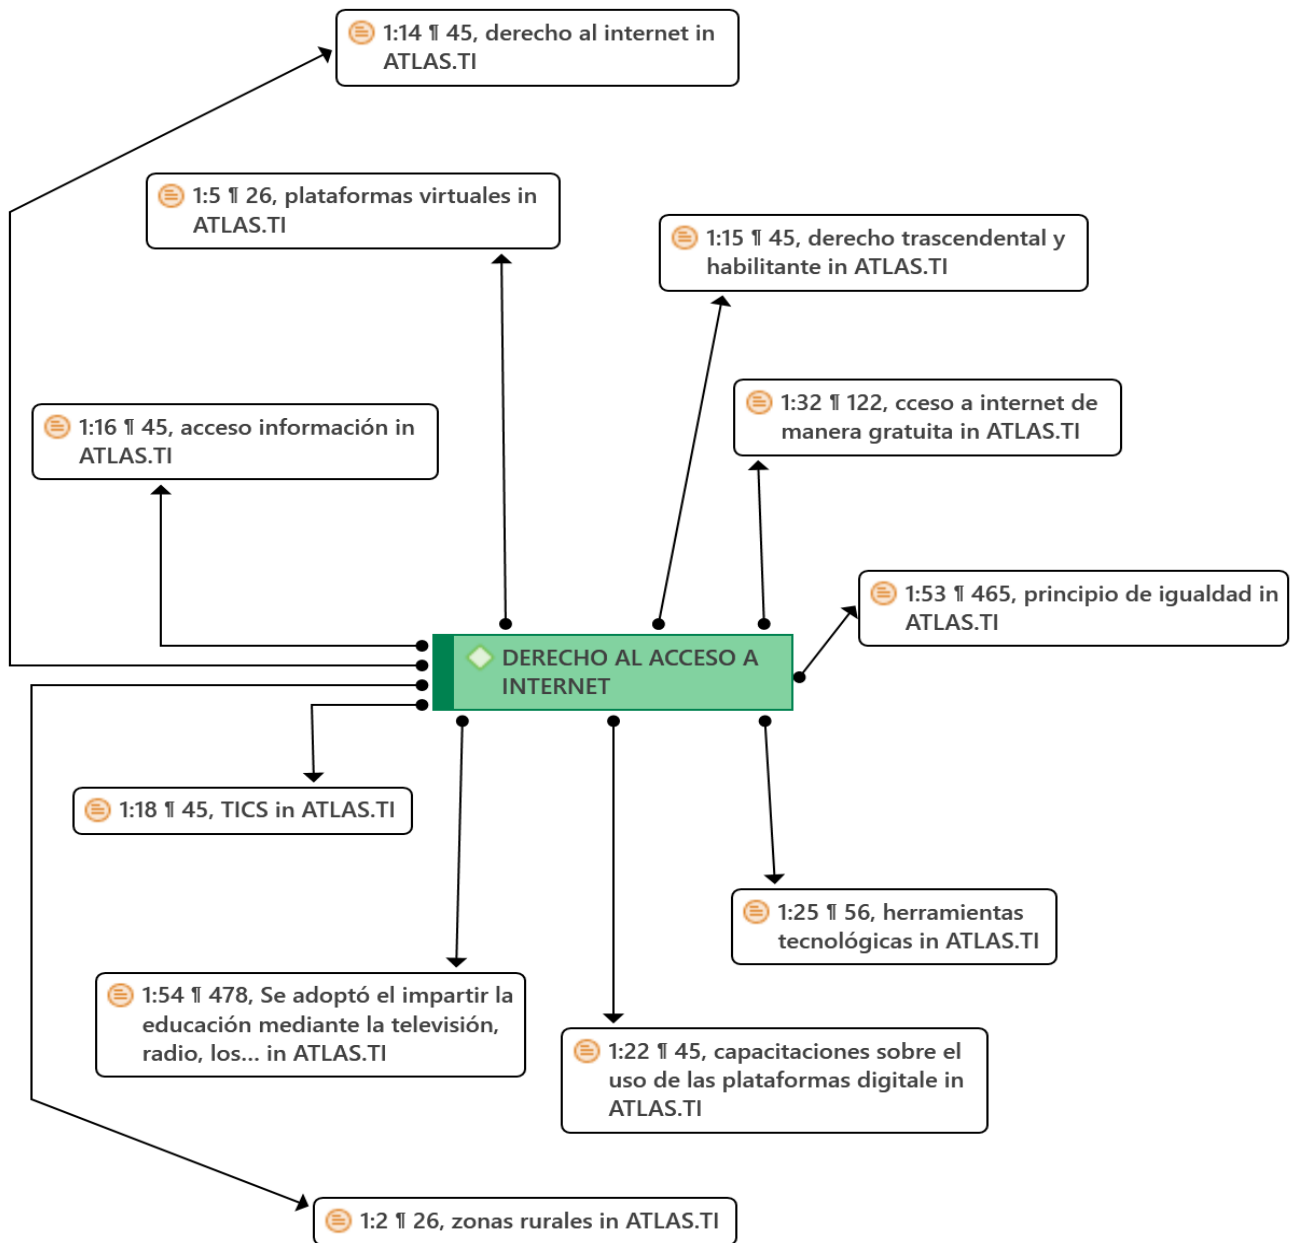 1:14 ¶ 45, derecho al internet in
ATLAS.TI
1:5 ¶ 26, plataformas virtuales in
ATLAS.TI
1:15 ¶ 45, derecho trascendental y
habilitante in ATLAS.TI
1:32 ¶ 122, cceso a internet de
manera gratuita in ATLAS.TI
1:16 ¶ 45, acceso información in
ATLAS.TI
1:53 ¶ 465, principio de igualdad in
ATLAS.TI
DERECHO AL ACCESO A
INTERNET
1:18 ¶ 45, TICS in ATLAS.TI
1:25 ¶ 56, herramientas
tecnológicas in ATLAS.TI
1:54 ¶ 478, Se adoptó el impartir la
educación mediante la televisión,
radio, los... in ATLAS.TI
1:22 ¶ 45, capacitaciones sobre el
uso de las plataformas digitale in
ATLAS.TI
1:2 ¶ 26, zonas rurales in ATLAS.TI